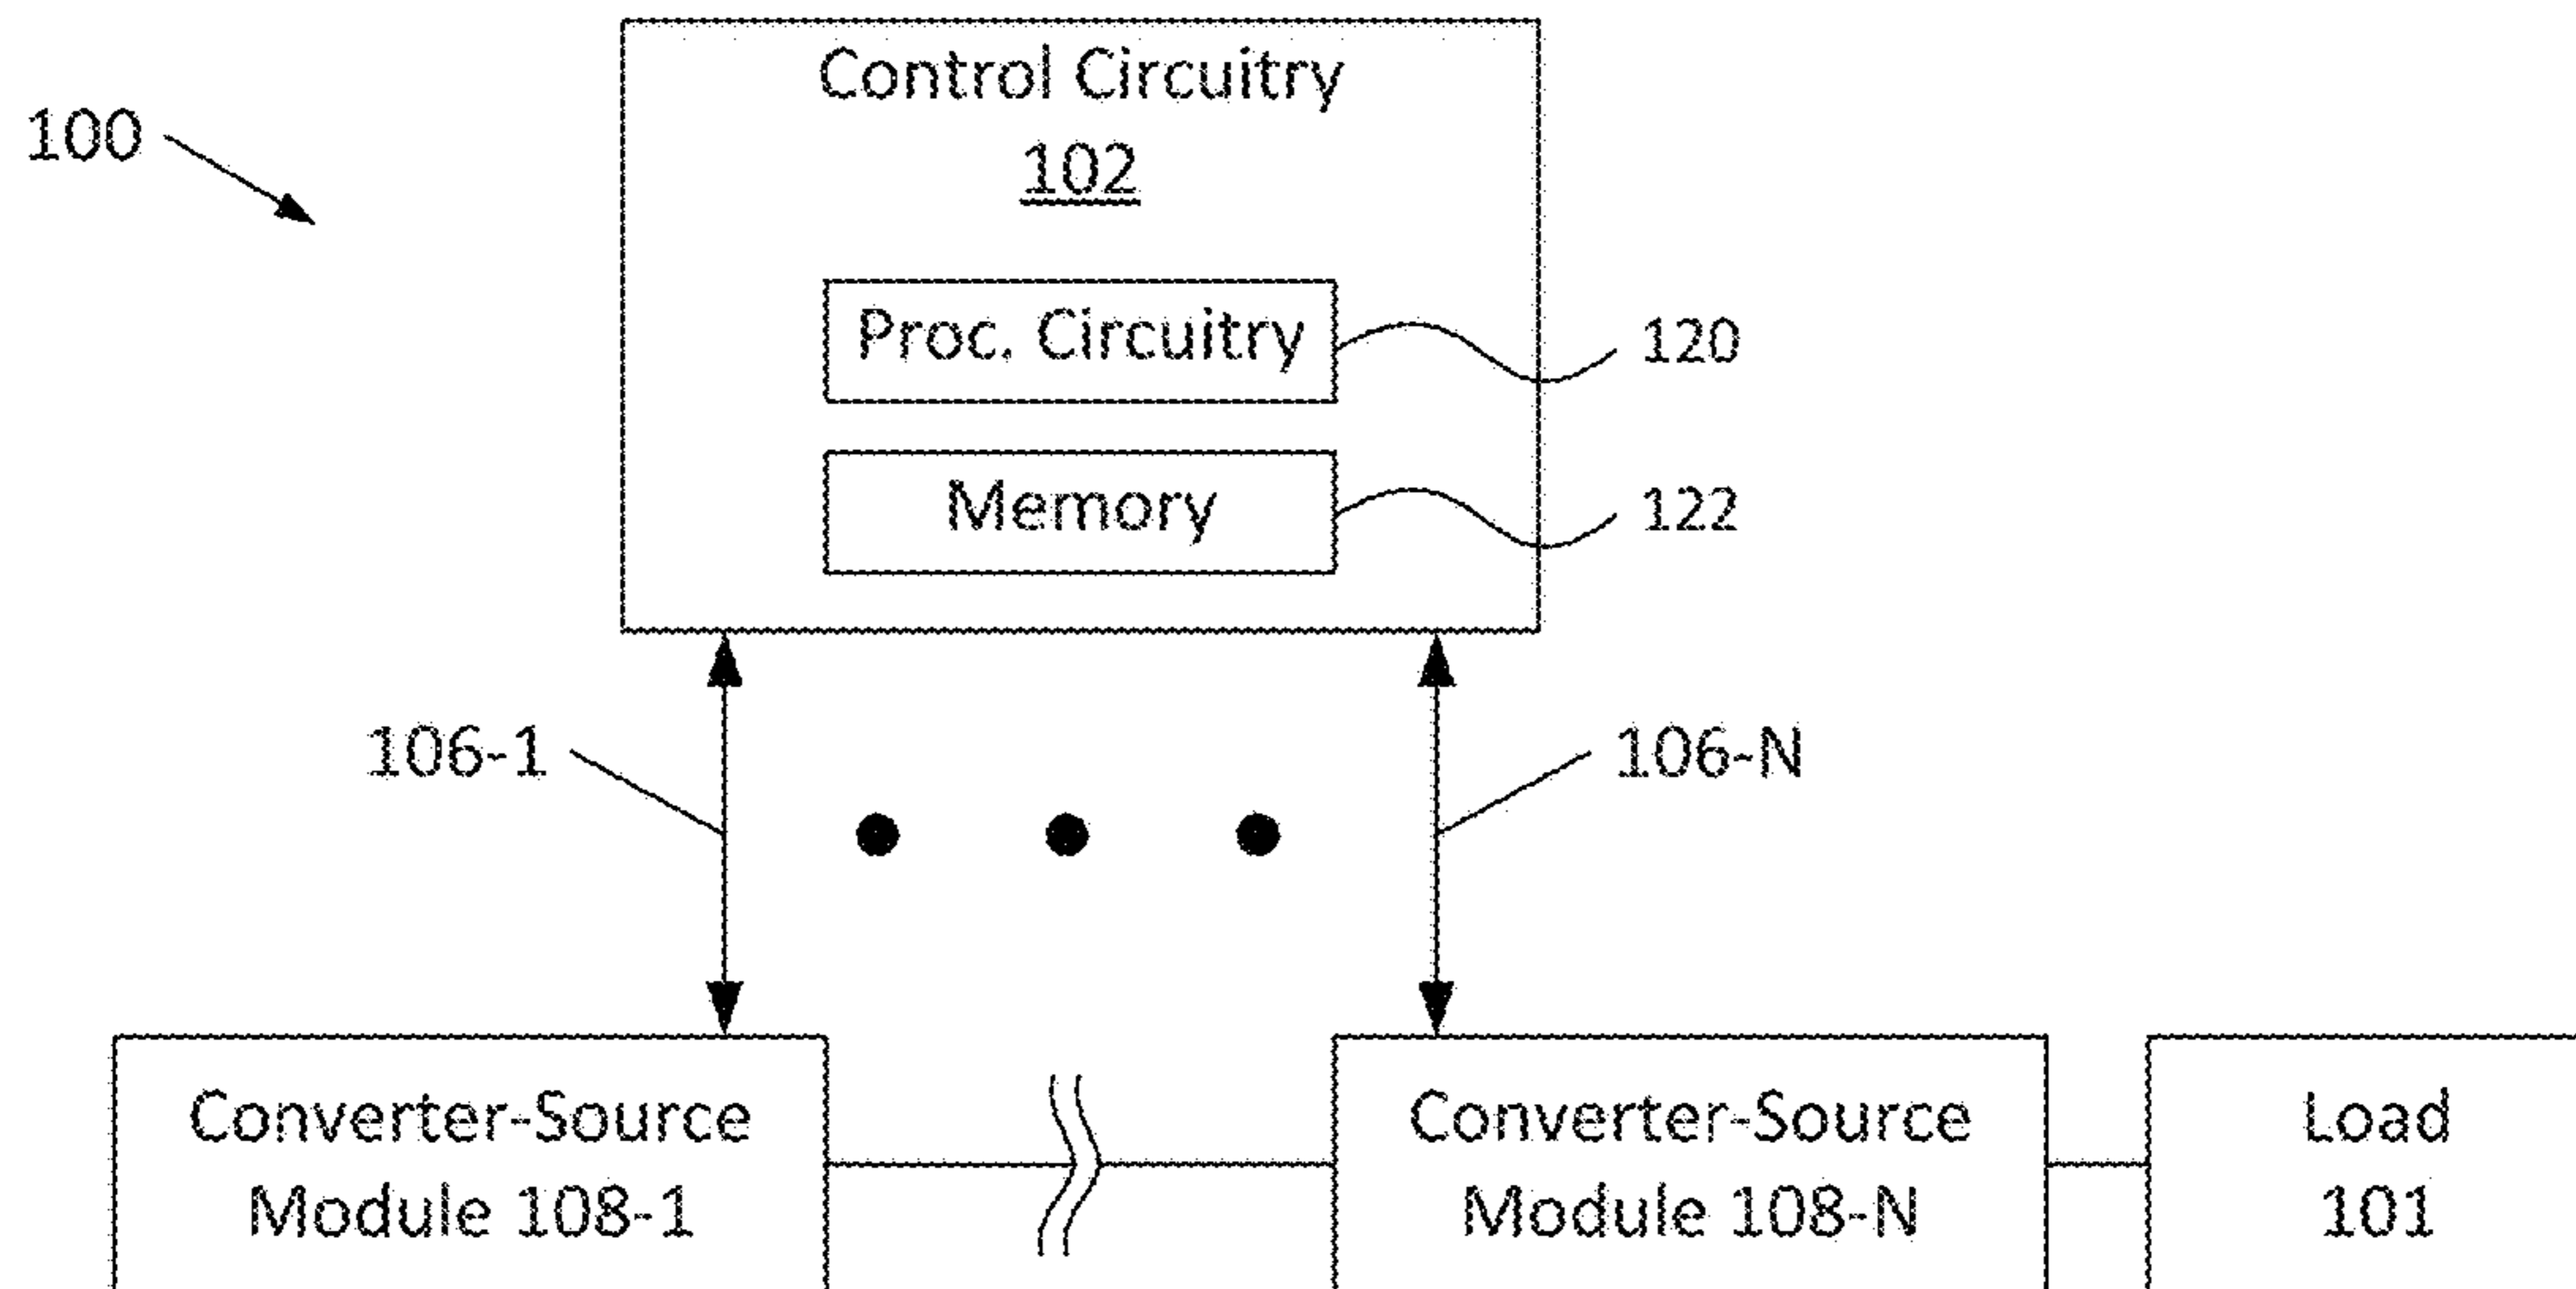 Control Circuitry
100
102
Proc. Circuitry
120
Memory
122
106-1
106-N
Converter-Source
Module 108-1
Converter-Source
Module 108-N
Load
101